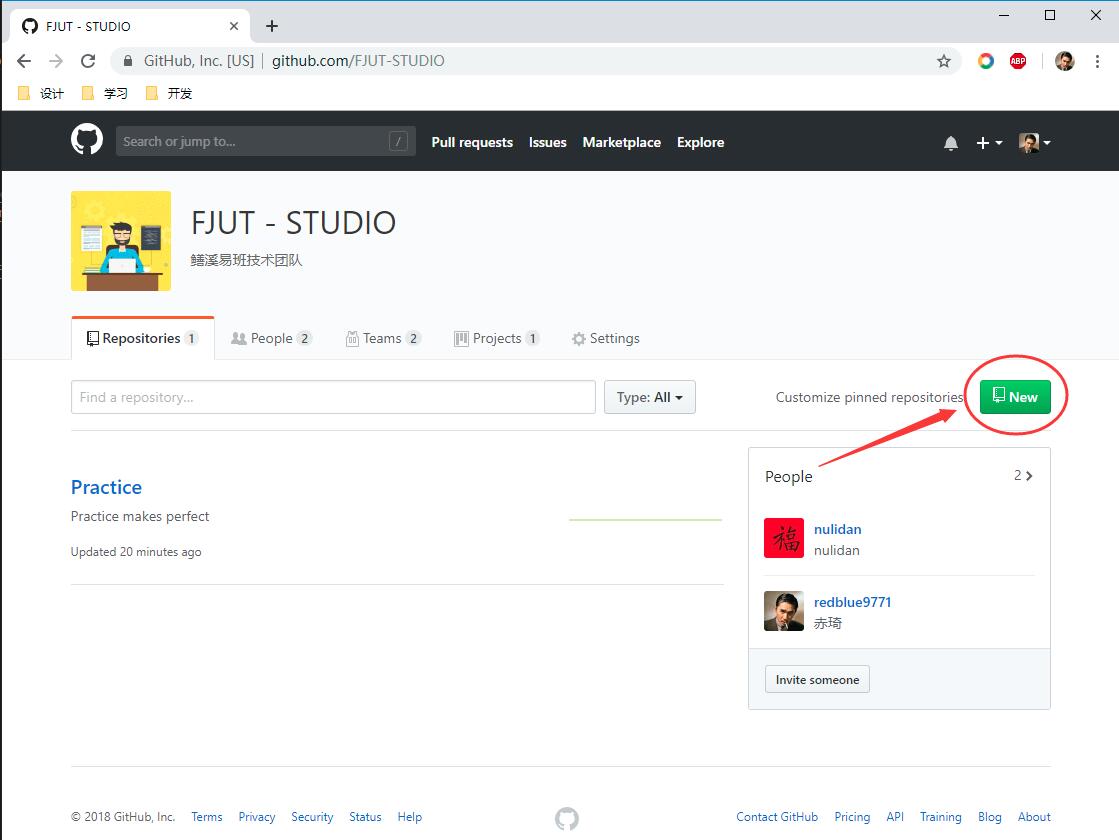 FJUT - STUDIO
GitHub, Inc. [US] | github.com/FJUT-STUDIO
ABP
设计 学习 开发
Search or jump to... / Pull requests Issues Marketplace Explore
FJUT - STUDIO
鳝溪易班技术团队
Repositories 1 People 2 Teams 2 Projects 1 Settings
Find a repository... Type: All Customize pinned repositories New
People 2
Practice
Practice makes perfect
Updated 20 minutes ago
福
nulidan
nulidan
redblue9771
赤琦
Invite someone
© 2018 GitHub, Inc. Terms Privacy Security Status Help Contact GitHub Pricing API Training Blog About